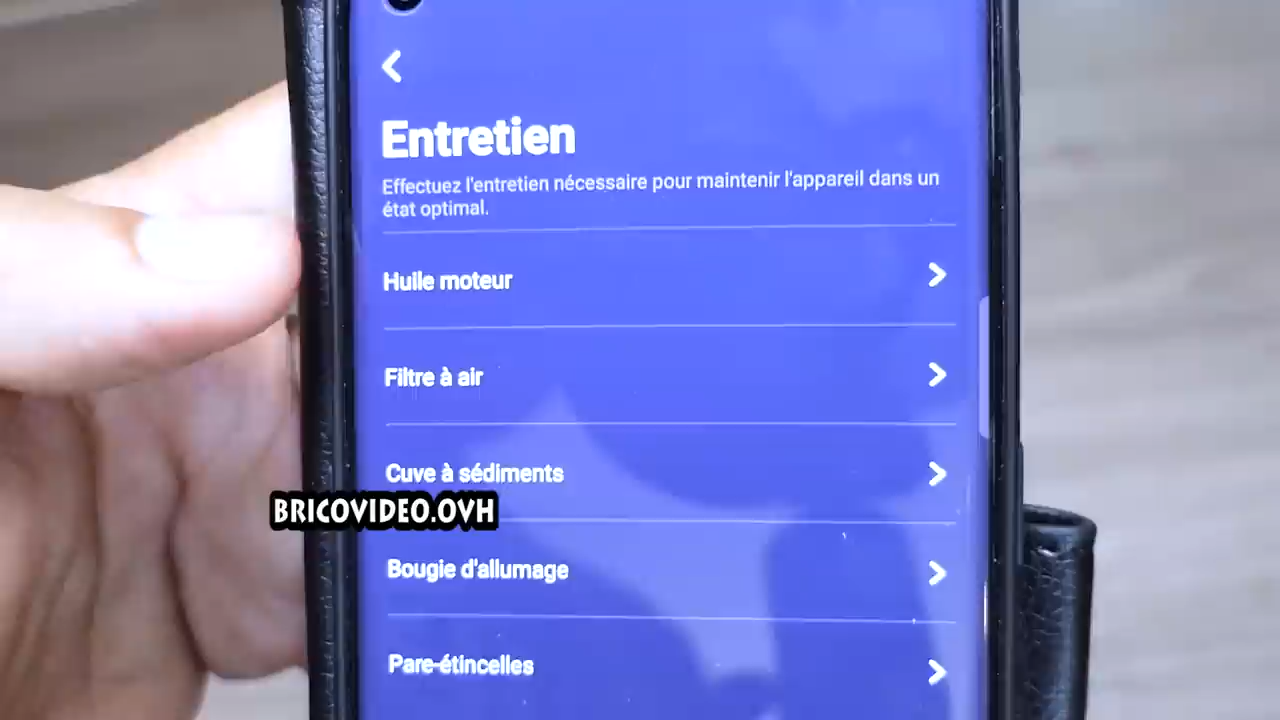 Entretien
Effectuez l'entretien nécessaire pour maintenir l'appareil dans un
état optimal.
Huile moteur
Filtre à air
Cuve à sédiments
BRICOVIDEO.OVH
Bougie d'allumage
Pare-étincelles